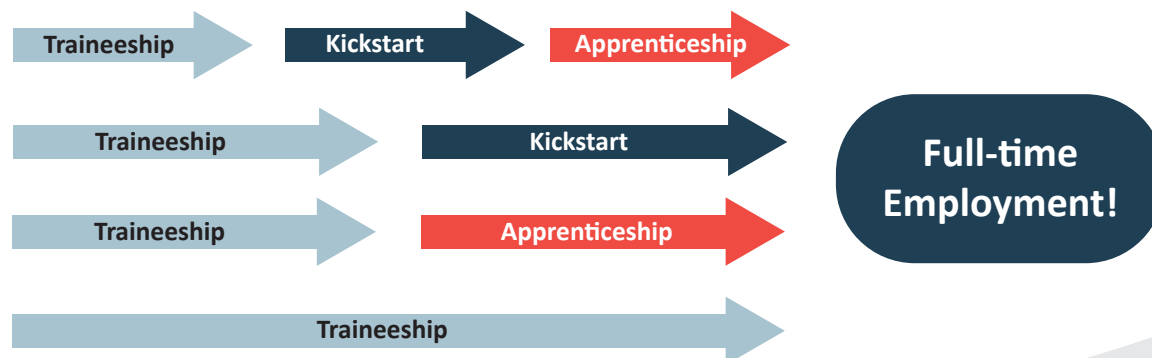 Traineeship Kickstart Apprenticeship
Traineeship Kickstart
Traineeship Apprenticeship
Traineeship
Full-time
Employment!